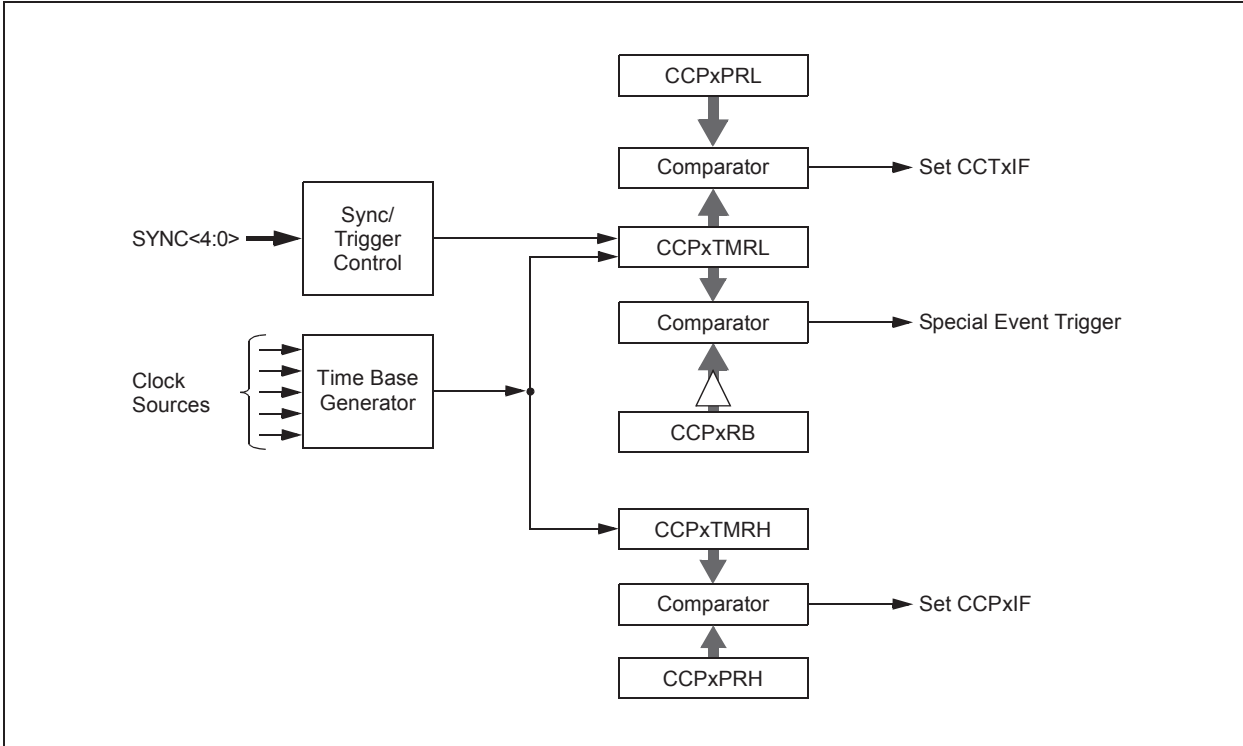 CCPxPRL
Comparator
Set CCTxIF
Sync/
Trigger
Control
SYNC<4:0>
CCPxTMRL
Comparator
Special Event Trigger
Clock
Sources
Time Base
Generator
CCPxRB
CCPxTMRH
Comparator
Set CCPxIF
CCPxPRH